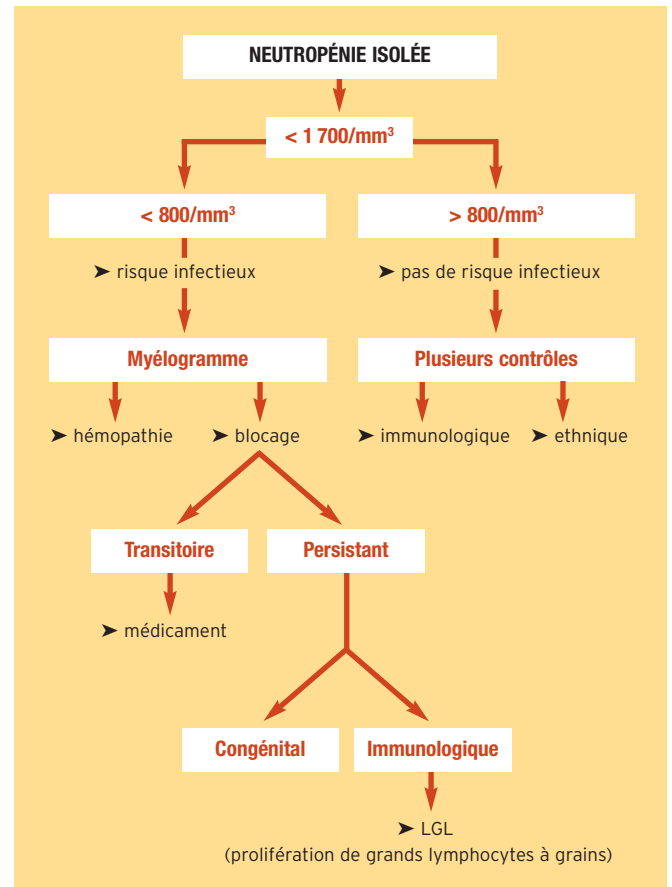 NEUTROPÉNIE ISOLÉE
< 1 700/mm³
< 800/mm³
> 800/mm³
➤ risque infectieux
➤ pas de risque infectieux
Myélogramme
Plusieurs contrôles
➤ hémopathie
➤ blocage
➤ immunologique
➤ ethnique
Transitoire
Persistant
➤ médicament
Congénital
Immunologique
➤ LGL
(prolifération de grands lymphocytes à grains)